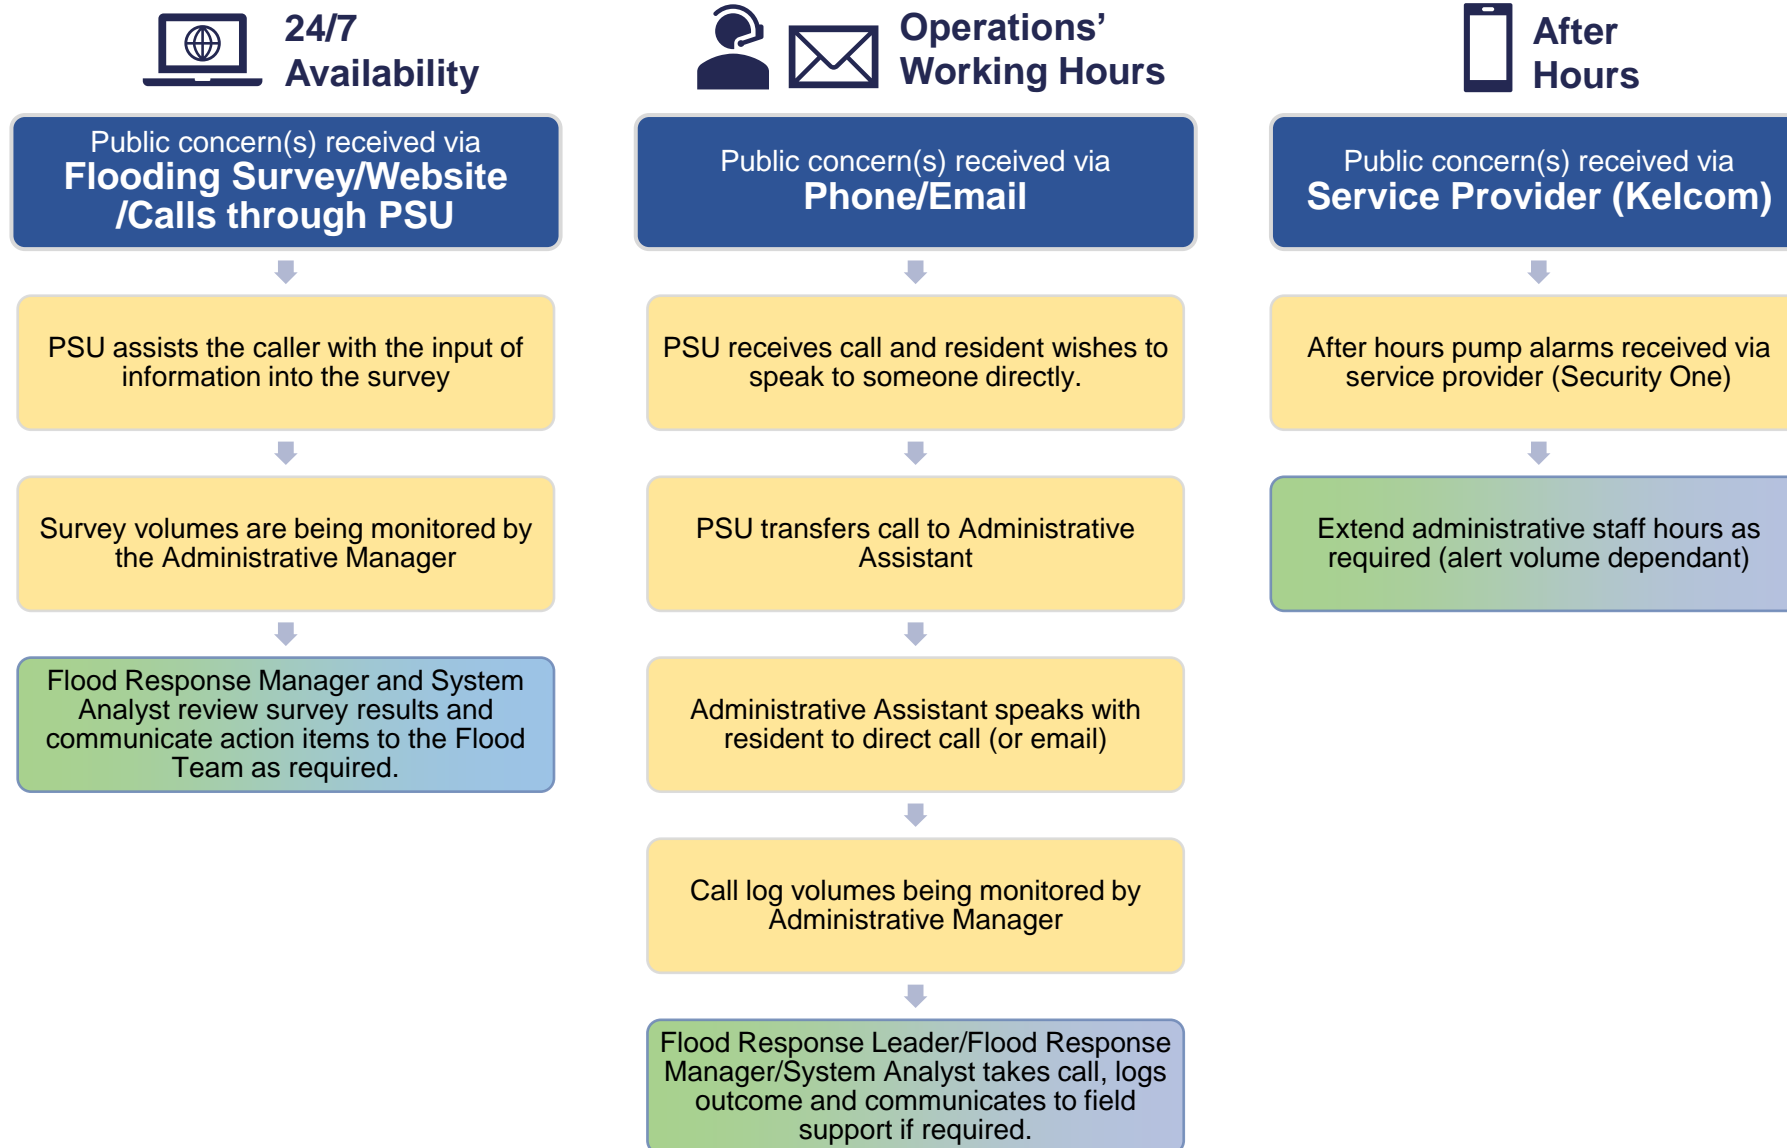 24/7
Availability
Public concern(s) received via
Flooding Survey/Website
/Calls through PSU
PSU assists the caller with the input of
information into the survey
Survey volumes are being monitored by
the Administrative Manager
Flood Response Manager and System
Analyst review survey results and
communicate action items to the Flood
Team as required.
Operations’
Working Hours
Public concern(s) received via
Phone/Email
PSU receives call and resident wishes to
speak to someone directly.
PSU transfers call to Administrative
Assistant
Administrative Assistant speaks with
resident to direct call (or email)
Call log volumes being monitored by
Administrative Manager
Flood Response Leader/Flood Response
Manager/System Analyst takes call, logs
outcome and communicates to field
support if required.
After
Hours
Public concern(s) received via
Service Provider (Kelcom)
After hours pump alarms received via
service provider (Security One)
Extend administrative staff hours as
required (alert volume dependant)